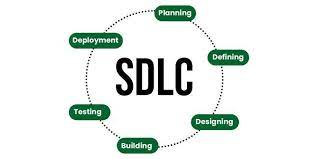 Planning
Deployment
Defining
SDLC
Testing
Designing
Building